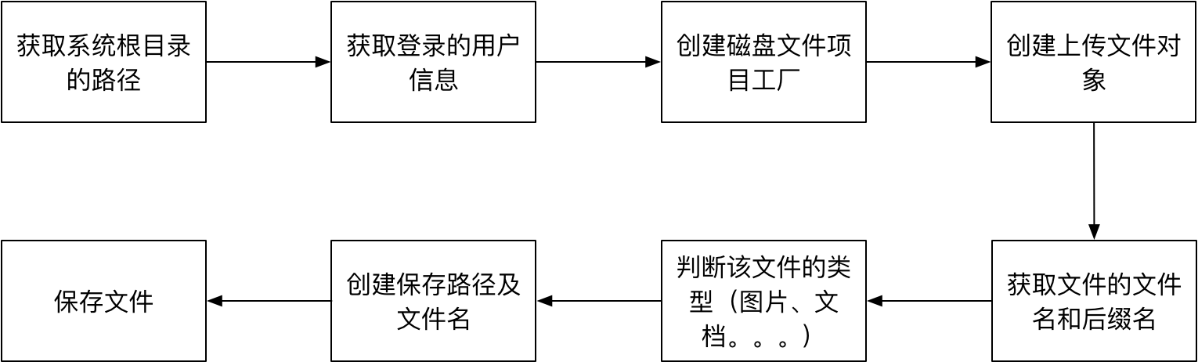 获取系统根目录
的路径
获取登录的用户
信息
创建磁盘文件项
目工厂
创建上传文件对
象
获取文件的文件
名和后缀名
判断该文件的类
型（图片、文
档。。。）
创建保存路径及
文件名
保存文件